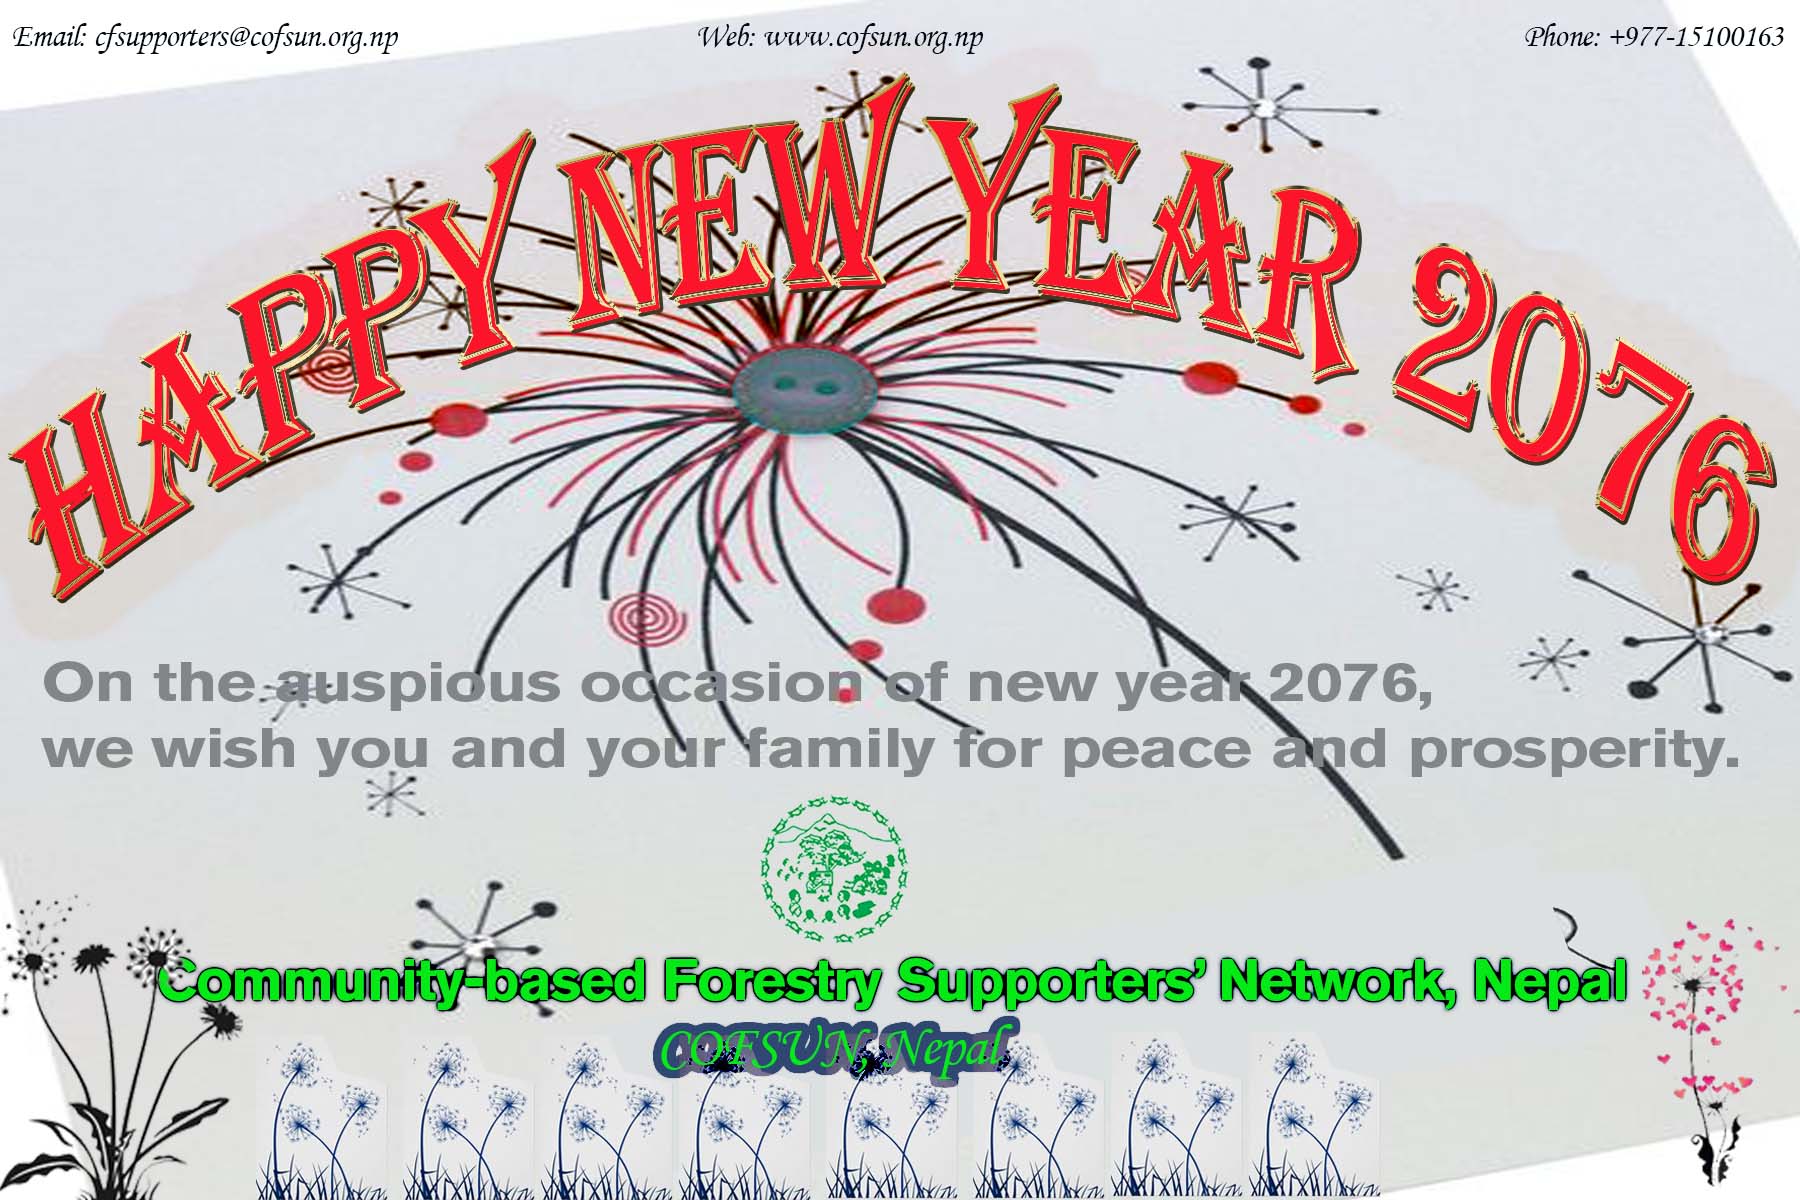 Email: cfsupporters@cofsun.org.np
Web: www.cofsun.org.np
Phone: +977-15100163
HAPPY NEW YEAR 2076
On the auspious occasion of new year 2076,
we wish you and your family for peace and prosperity.
Community-based Forestry Supporters’ Network, Nepal
COFSUN, Nepal